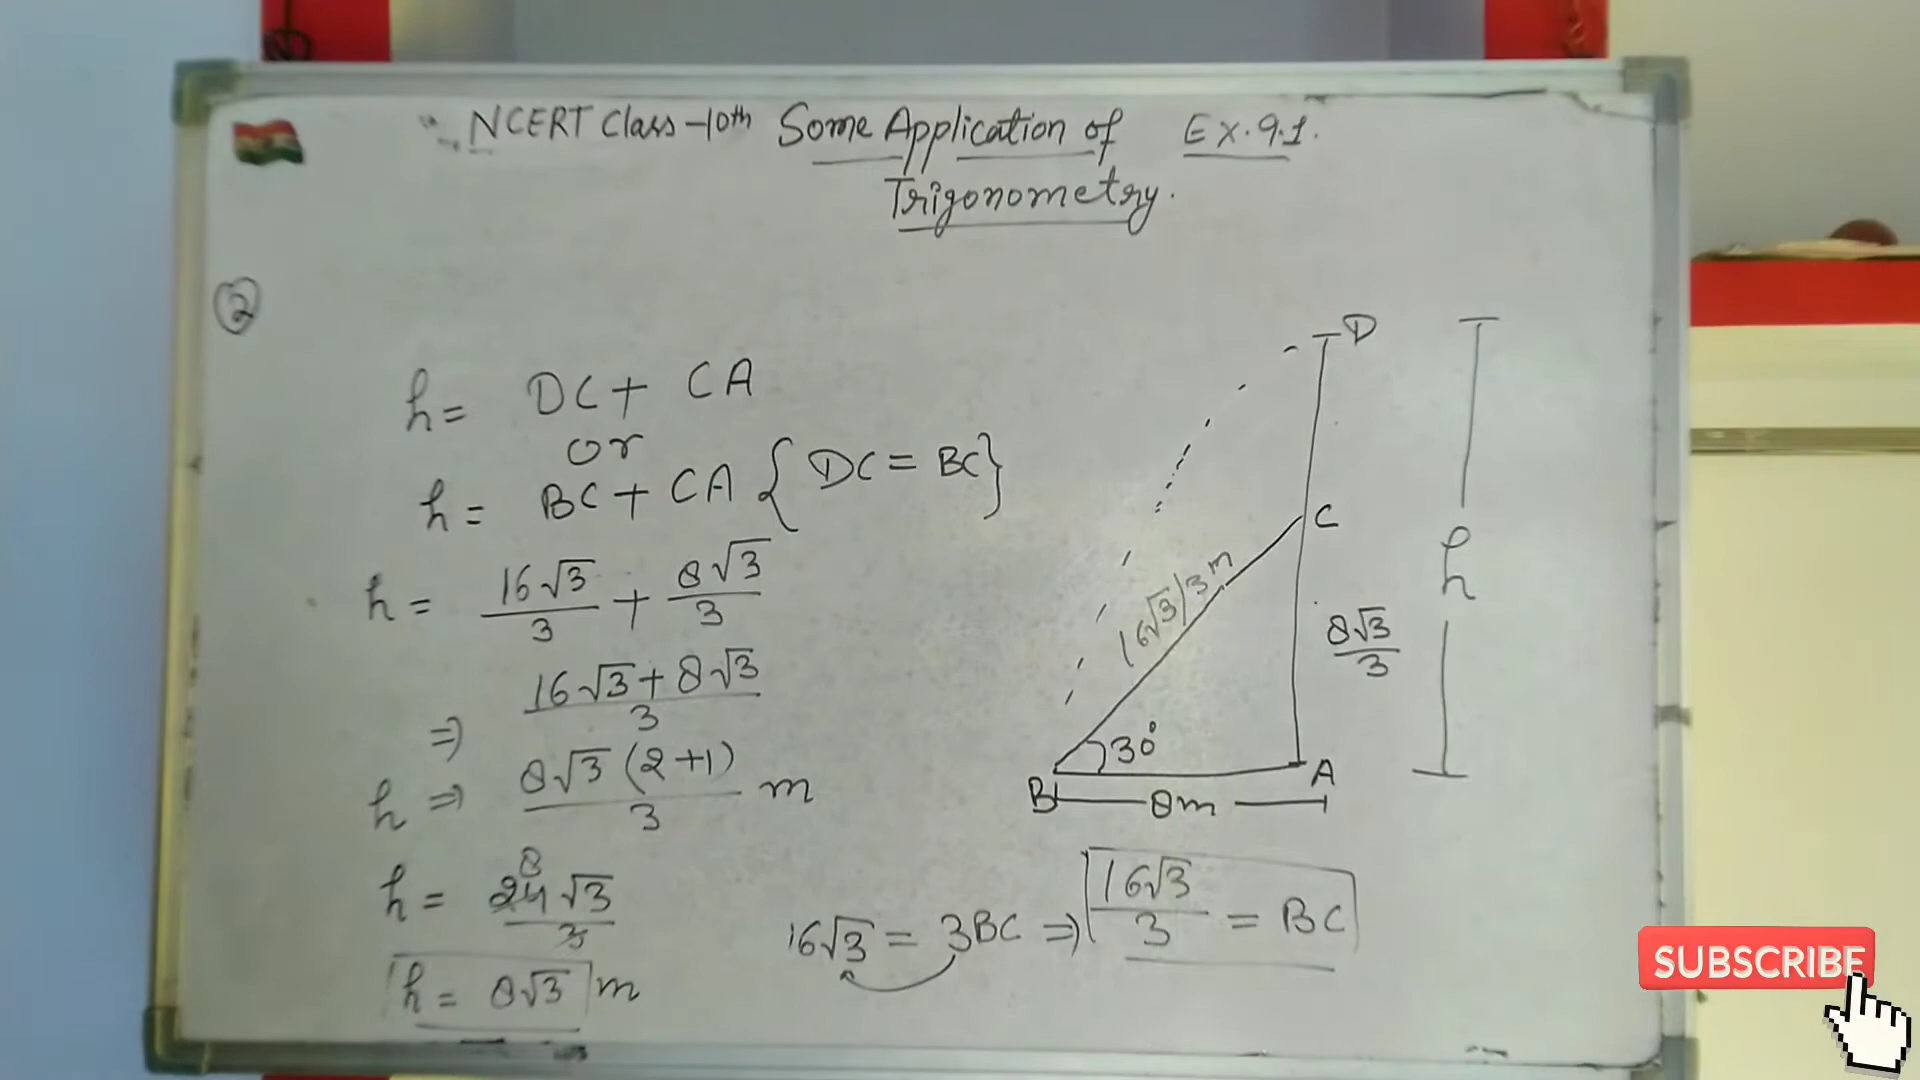 NCERT Class-10th Some Application of Ex.9.1.
Trigonometry.
2
h = DC + CA
or
h = BC + CA { DC = BC }
h = 16√3/3 + 8√3/3
⇒ 16√3 + 8√3/3
h ⇒ 8√3 (2+1)/3 m
h = 24√3/3
8
h = 8√3 m
16√3 = 3BC ⇒ 16√3/3 = BC
D
C
(16√3)/3 m
h
8√3/3
30°
B
A
8m
SUBSCRIBE